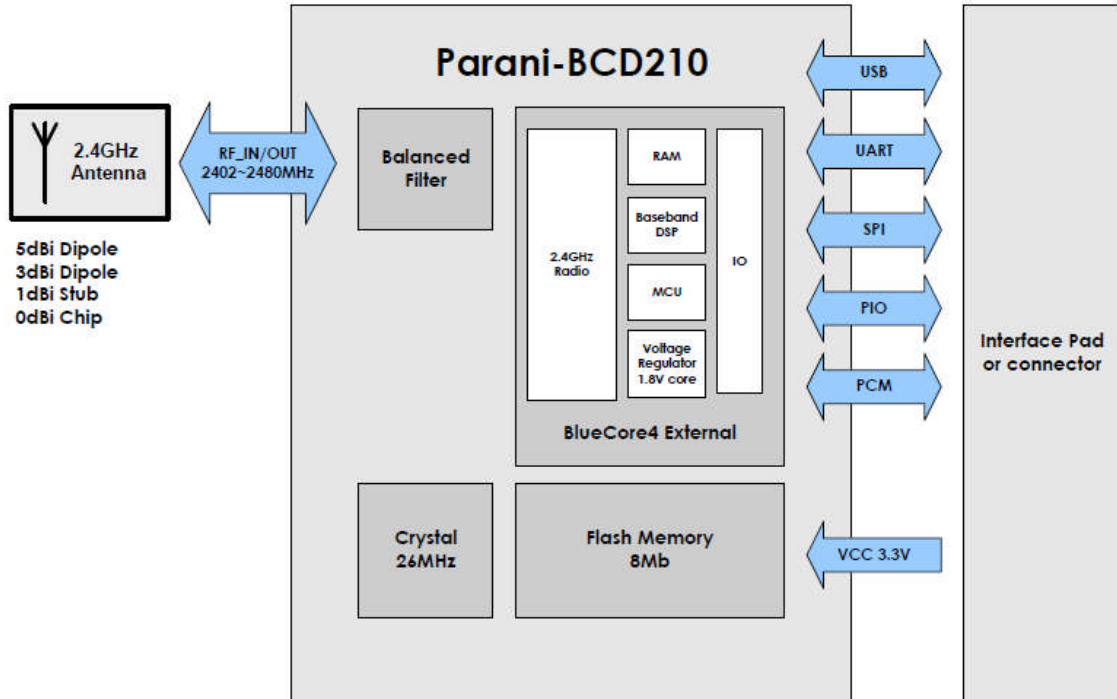 Parani-BCD210
2.4GHz
Antenna
RF_IN/OUT
2402~2480MHz
5dBi Dipole
3dBi Dipole
1dBi Stub
0dBi Chip
Balanced
Filter
2.4GHz
Radio
RAM
Baseband
DSP
MCU
Voltage
Regulator
1.8V core
IO
BlueCore4 External
Crystal
26MHz
Flash Memory
8Mb
USB
UART
SPI
PIO
PCM
VCC 3.3V
Interface Pad
or connector